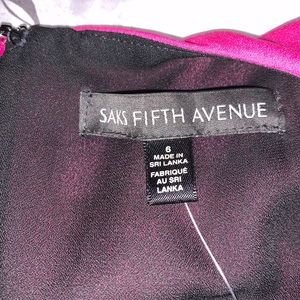 SAKS FIFTH AVENUE
6
MADE IN
SRI LANKA
FABRIQUÉ
AU SRI
LANKA